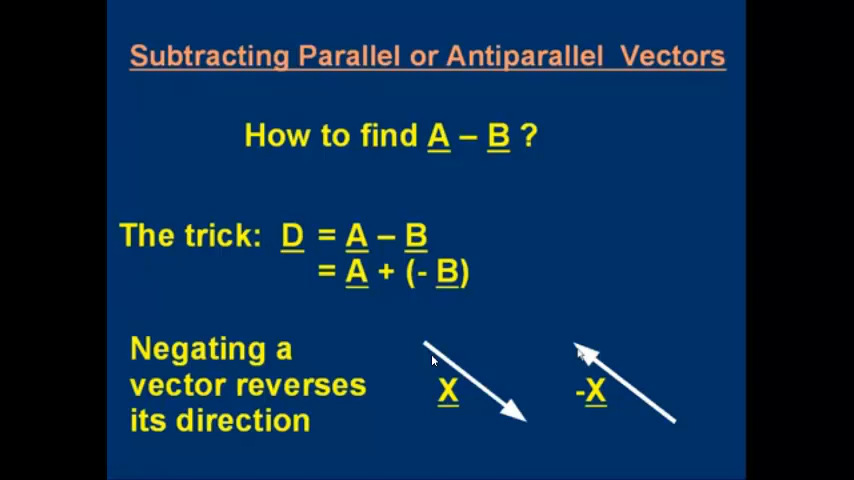 Subtracting Parallel or Antiparallel Vectors
How to find A – B ?
The trick: D = A – B
= A + (- B)
Negating a
vector reverses
its direction
X
-X